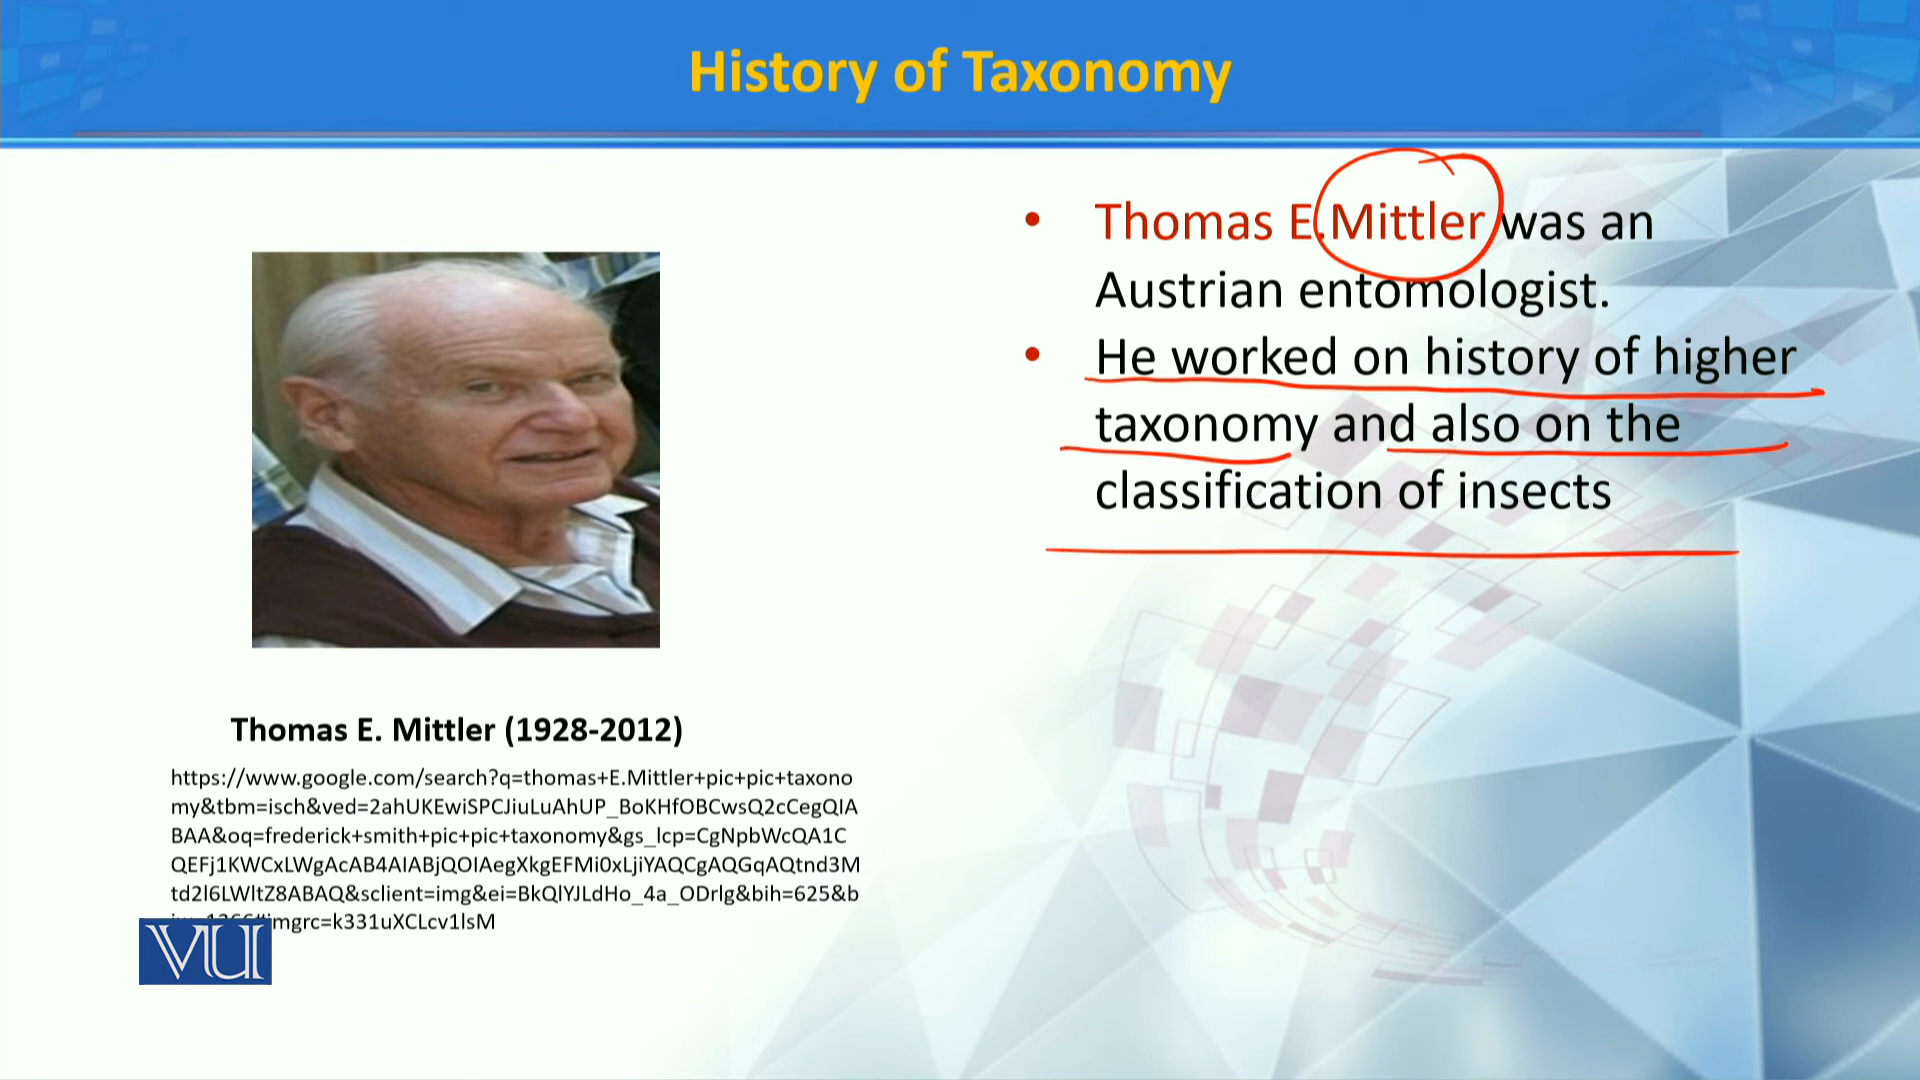 History of Taxonomy
• Thomas E.Mittler was an
Austrian entomologist.
• He worked on history of higher
taxonomy and also on the
classification of insects
Thomas E. Mittler (1928-2012)
https://www.google.com/search?q=thomas+E.Mittler+pic+pic+taxono
my&tbm=isch&ved=2ahUKEwiSPCJiuLuAhUP_BoKHfOBCwsQ2cCegQIA
BAA&oq=frederick+smith+pic+pic+taxonomy&gs_lcp=CgNpbWcQA1C
QEFj1KWCxLWgAcAB4AIABjQOIAegXkgEFMi0xLjiYAQCgAQGqAQtnd3M
td2l6LWltZ8ABAQ&sclient=img&ei=BkQlYJLdHo_4a_ODrlg&bih=625&b
mgrc=k331uXCLcv1lsM
VU